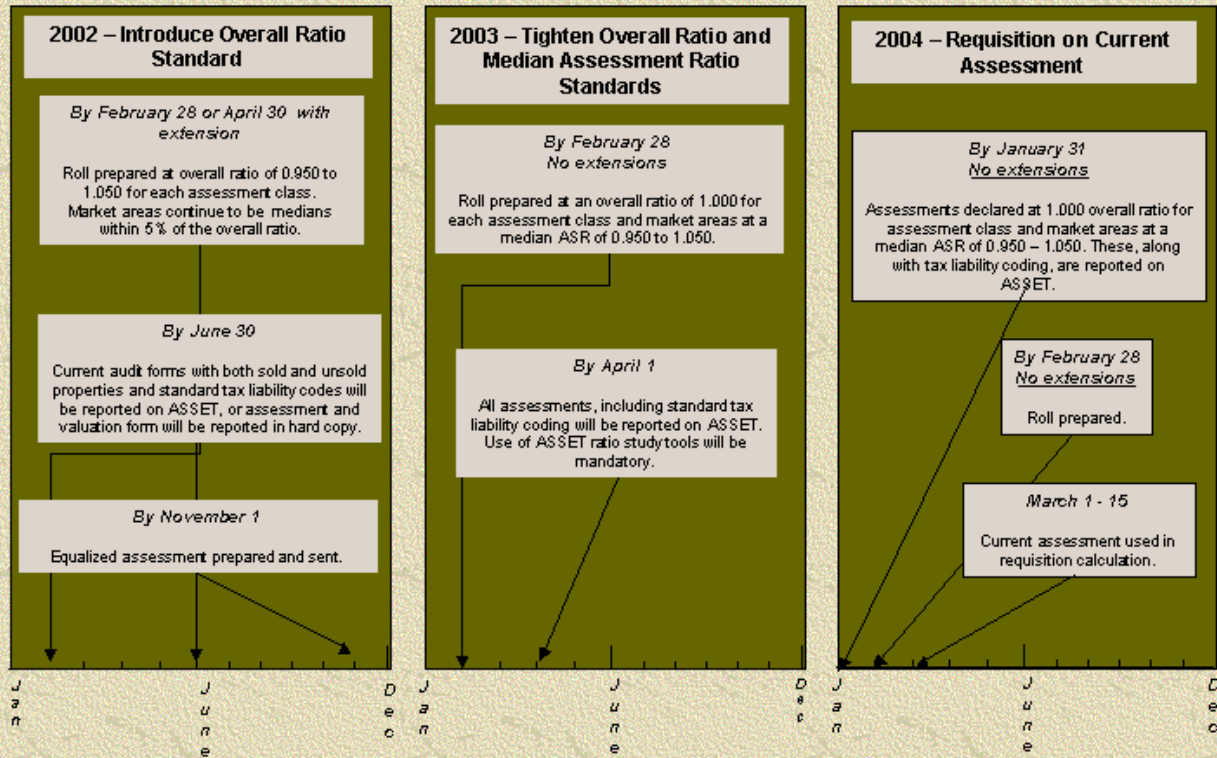 2002 – Introduce Overall Ratio
Standard
By February 28 or April 30 with
extension
Roll prepared at overall ratio of 0.950 to
1.050 for each assessment class.
Market areas continue to be medians
within 5% of the overall ratio.
By June 30
Current audit forms with both sold and unsold
properties and standard tax liability codes will
be reported on ASSET, or assessment and
valuation form will be reported in hard copy.
By November 1
Equalized assessment prepared and sent.
Jan
June
Dec
2003 – Tighten Overall Ratio and
Median Assessment Ratio
Standards
By February 28
No extensions
Roll prepared at an overall ratio of 1.000 for
each assessment class and market areas at a
median ASR of 0.950 to 1.050.
By April 1
All assessments, including standard tax
liability coding will be reported on ASSET.
Use of ASSET ratio study tools will be
mandatory.
Jan
June
Dec
2004 – Requisition on Current
Assessment
By January 31
No extensions
Assessments declared at 1.000 overall ratio for
assessment class and market areas at a
median ASR of 0.950 – 1.050. These, along
with tax liability coding, are reported on
ASSET.
By February 28
No extensions
Roll prepared.
March 1 - 15
Current assessment used in
requisition calculation.
Jan
June
Dec